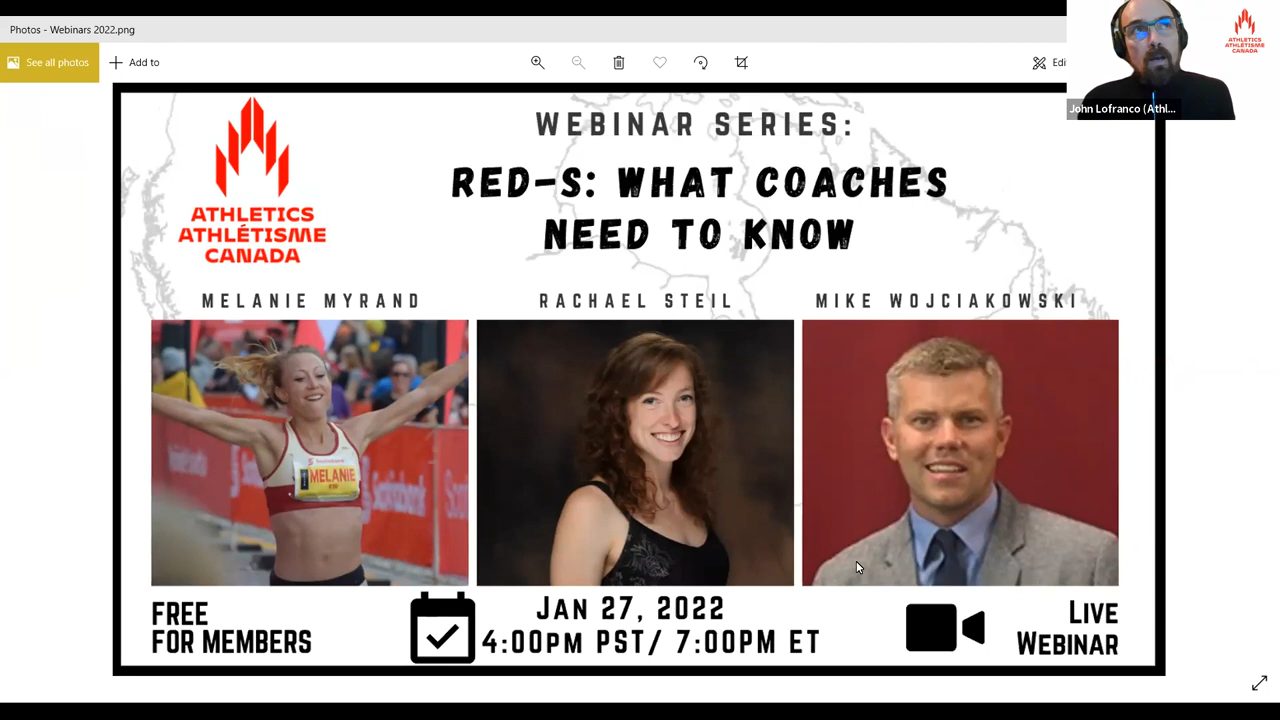 Photos - Webinars 2022.png
See all photos
Add to
Edi
ATHLETICS
ATHLÉTISME
CANADA
John Lofranco (Athl...
ATHLETICS
ATHLÉTISME
CANADA
WEBINAR SERIES:
RED-S: WHAT COACHES
NEED TO KNOW
MELANIE MYRAND
RACHAEL STEIL
MIKE WOJCIAKOWSKI
Scotiabank
MELANIE
Scotiabank
FREE
FOR MEMBERS
JAN 27, 2022
4:00PM PST/ 7:00PM ET
LIVE
WEBINAR